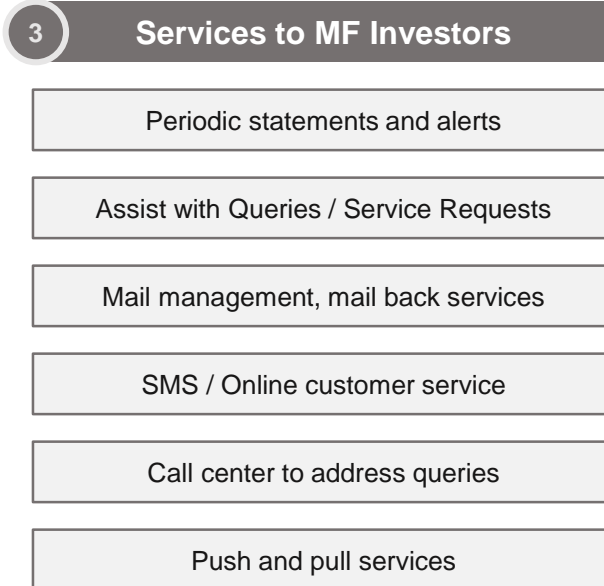 3
Services to MF Investors
Periodic statements and alerts
Assist with Queries / Service Requests
Mail management, mail back services
SMS / Online customer service
Call center to address queries
Push and pull services